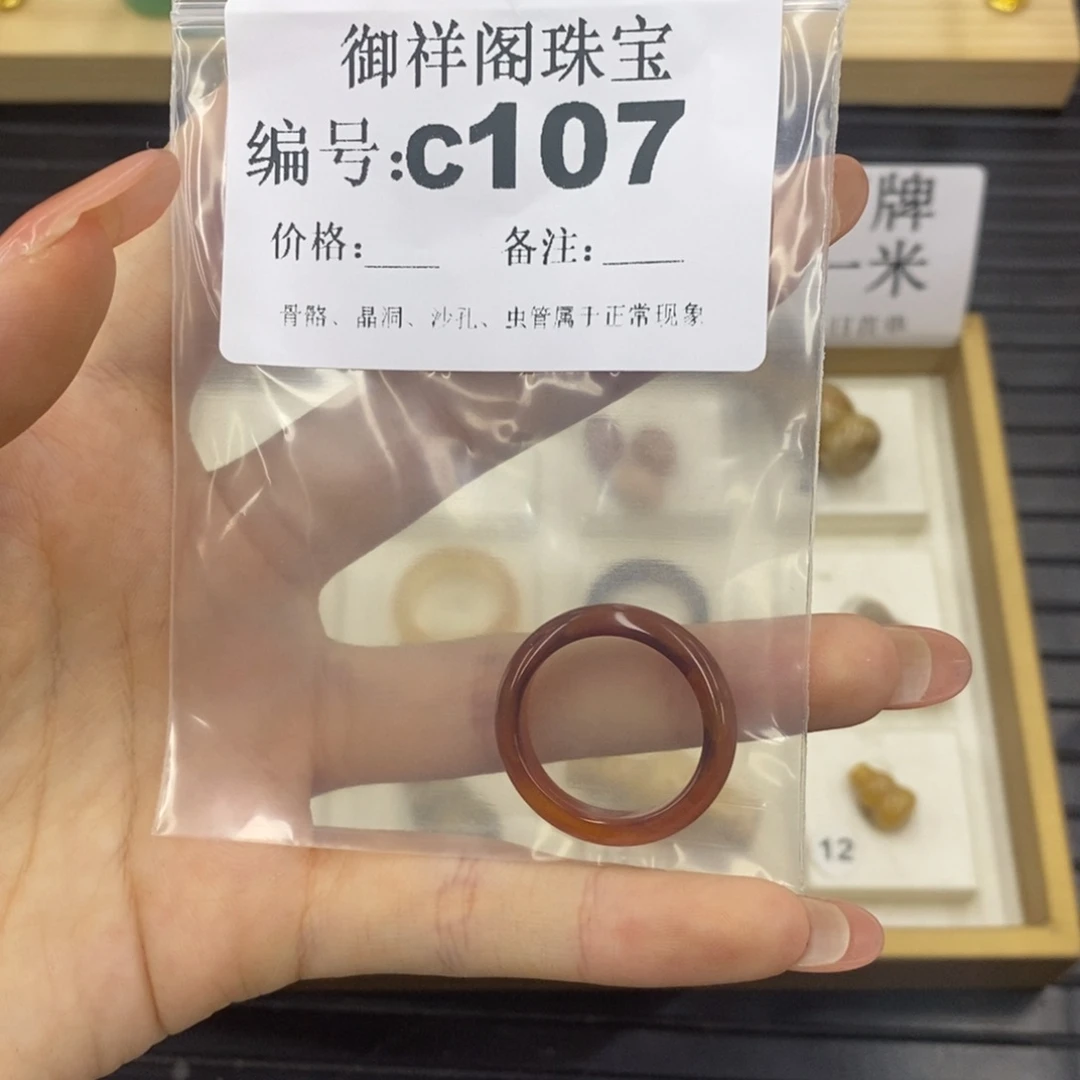 御祥阁珠宝
编号:c107
价格:____ 备注:____
骨骼、晶洞、沙孔、虫管属于正常现象
牌
一米
12